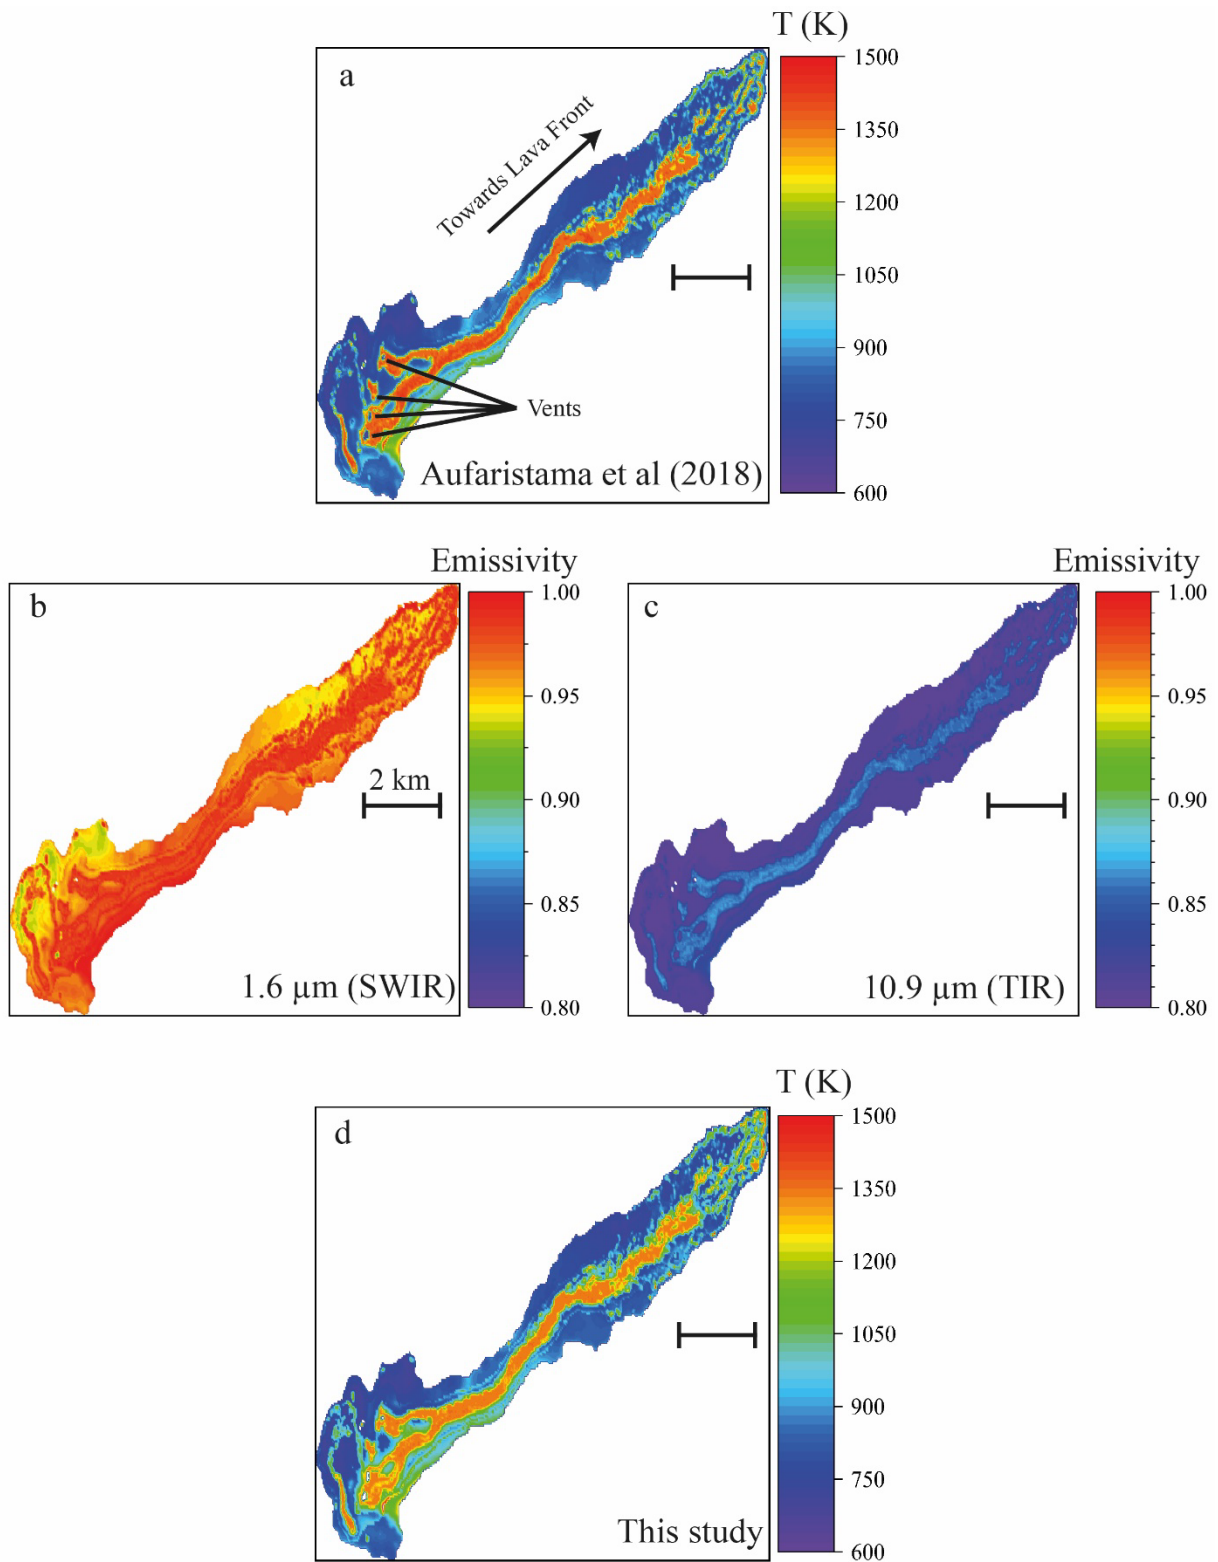 T (K)
a
1500
1350
1200
1050
900
750
600
Towards Lava Front
Vents
Aufaristama et al (2018)
Emissivity
b
1.00
0.95
0.90
0.85
0.80
2 km
1.6 µm (SWIR)
Emissivity
c
1.00
0.95
0.90
0.85
0.80
10.9 µm (TIR)
T (K)
d
1500
1350
1200
1050
900
750
600
This study